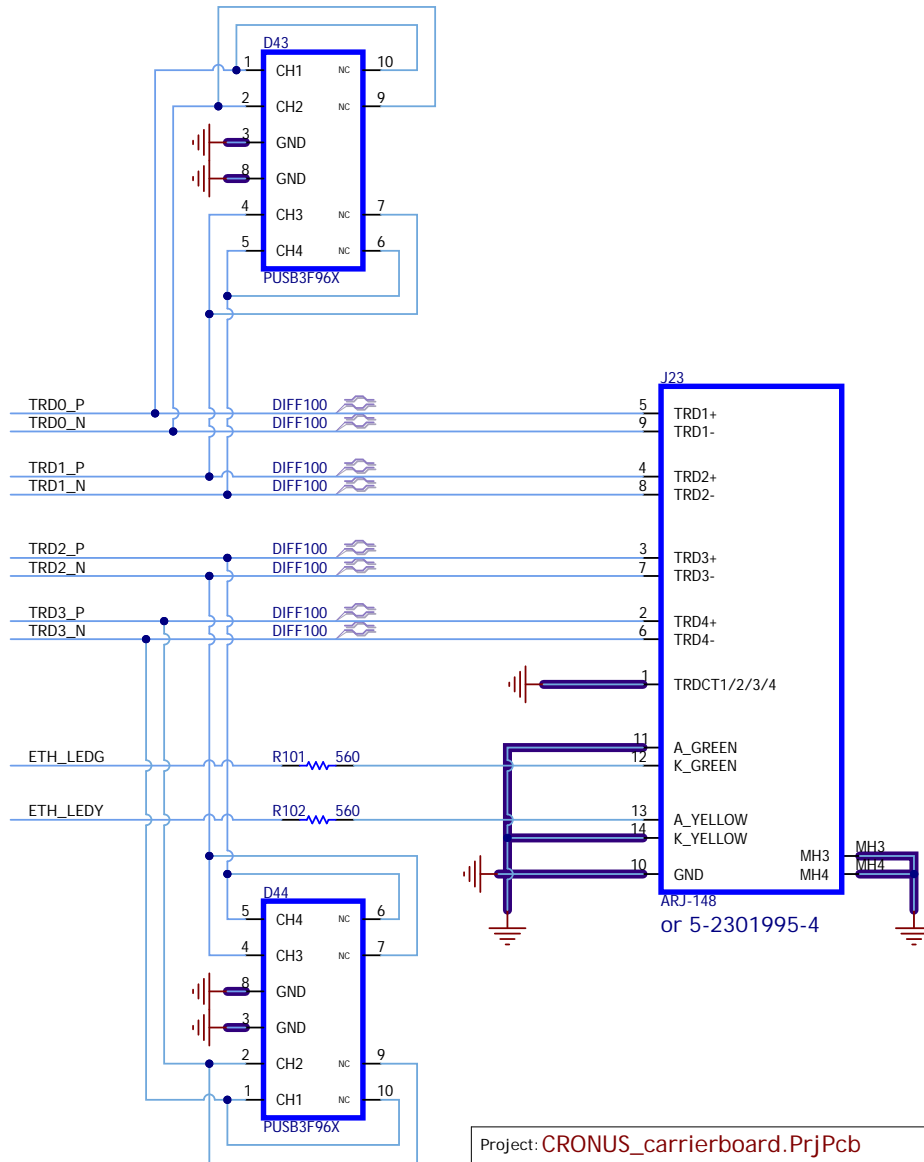 D43
1 CH1 NC 10
2 CH2 NC 9
3 GND
8 GND
4 CH3 NC 7
5 CH4 NC 6
PUSB3F96X
J23
TRD0_P DIFF100 5 TRD1+
TRD0_N DIFF100 9 TRD1-
TRD1_P DIFF100 4 TRD2+
TRD1_N DIFF100 8 TRD2-
TRD2_P DIFF100 3 TRD3+
TRD2_N DIFF100 7 TRD3-
TRD3_P DIFF100 2 TRD4+
TRD3_N DIFF100 6 TRD4-
1 TRDCT1/2/3/4
11 A_GREEN
ETH_LEDG R101 560 12 K_GREEN
ETH_LEDY R102 560 13 A_YELLOW
14 K_YELLOW
MH3 MH3
10 GND MH4 MH4
ARJ-148
or 5-2301995-4
D44
5 CH4 NC 6
4 CH3 NC 7
8 GND
3 GND
2 CH2 NC 9
1 CH1 NC 10
PUSB3F96X
Project: CRONUS_carrierboard.PrjPcb